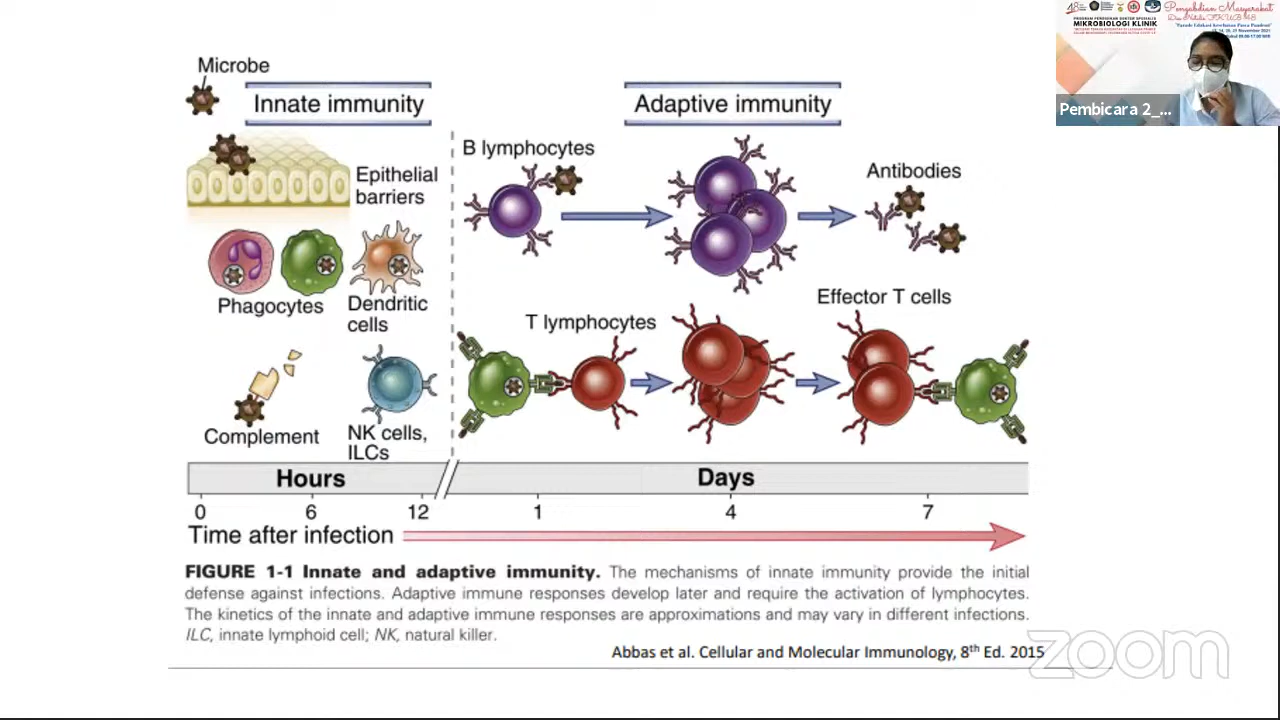 Microbe
Innate immunity
Adaptive immunity
Epithelial
barriers
Phagocytes
Dendritic
cells
Complement
NK cells,
ILCs
B lymphocytes
Antibodies
T lymphocytes
Effector T cells
Hours
Days
0 6 12 1 4 7
Time after infection
FIGURE 1-1 Innate and adaptive immunity. The mechanisms of innate immunity provide the initial
defense against infections. Adaptive immune responses develop later and require the activation of lymphocytes.
The kinetics of the innate and adaptive immune responses are approximations and may vary in different infections.
ILC, innate lymphoid cell; NK, natural killer.
Abbas et al. Cellular and Molecular Immunology, 8th Ed. 2015
zoom
Pengabdian Masyarakat
PROGRAM PENDIDIKAN DOKTER SPESIALIS
MIKROBIOLOGI KLINIK
Pembicara 2_...